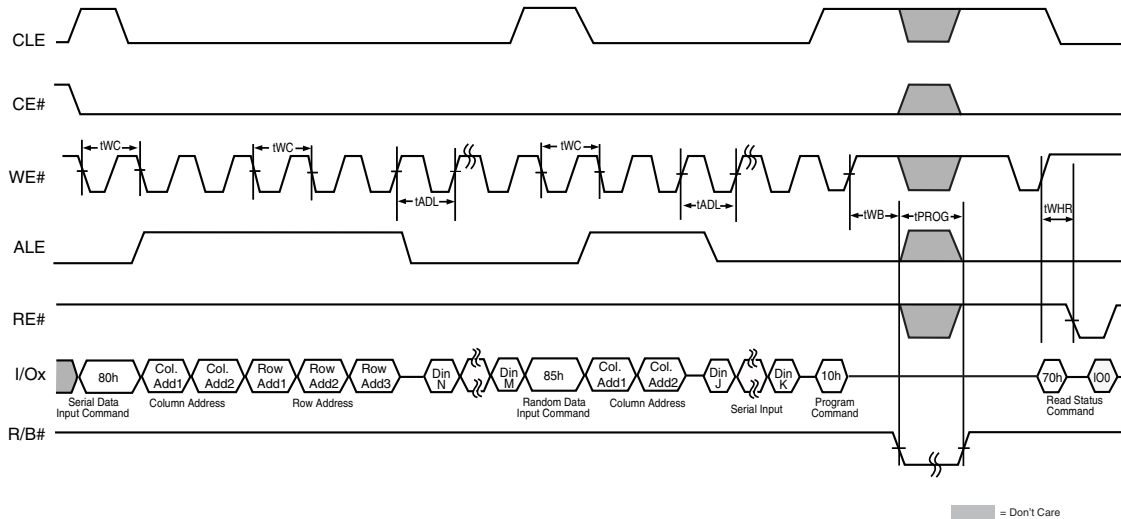 CLE
CE#
tWC
tWC
tWC
WE#
tADL
tADL
tWB
tPROG
tWHR
ALE
RE#
I/Ox
80h
Col. Add1
Col. Add2
Row Add1
Row Add2
Row Add3
Din N
Din M
85h
Col. Add1
Col. Add2
Din J
Din K
10h
70h
IO0
Serial Data Input Command
Column Address
Row Address
Random Data Input Command
Column Address
Serial Input
Program Command
Read Status Command
R/B#
= Don't Care